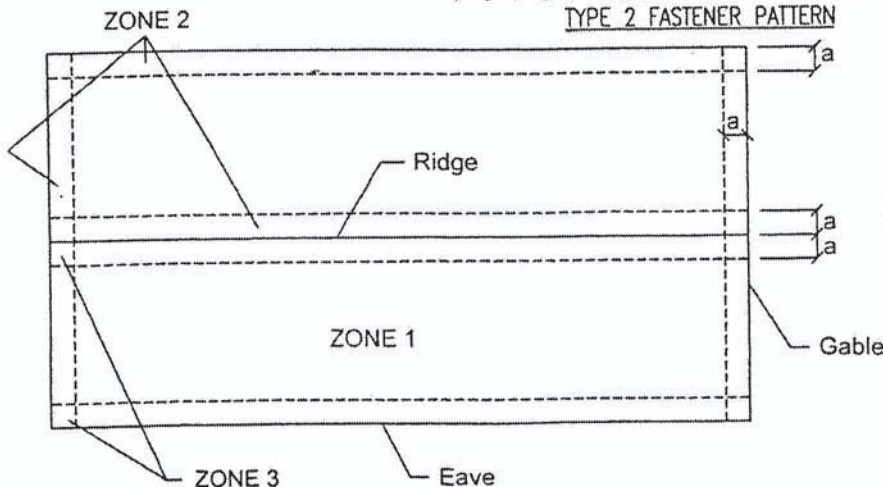 TYPE 2 FASTENER PATTERN
ZONE 2
a
a
Ridge
a
a
ZONE 1
Gable
ZONE 3
Eave